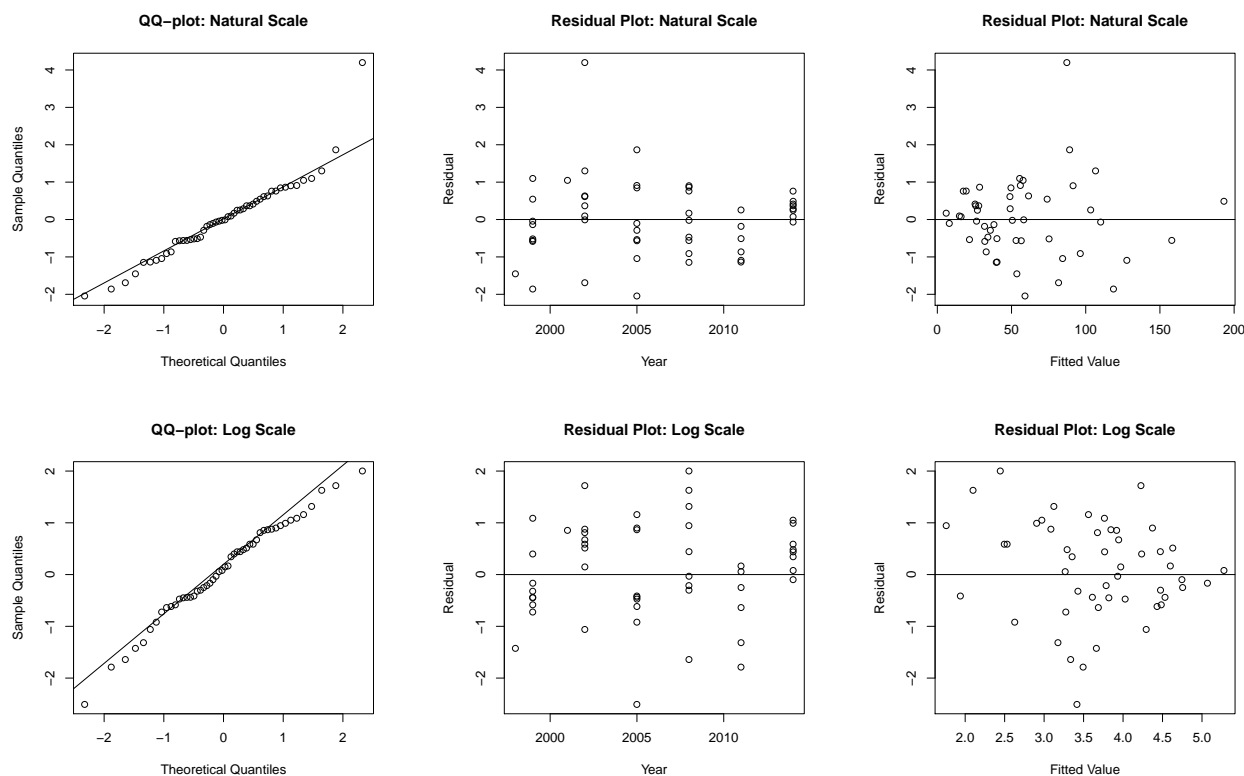 QQ−plot: Natural Scale
Residual Plot: Natural Scale
Residual Plot: Natural Scale
Sample Quantiles
−2 −1 0 1 2 3 4
−2 −1 0 1 2
Theoretical Quantiles
Residual
−2 −1 0 1 2 3 4
2000 2005 2010
Year
Residual
−2 −1 0 1 2 3 4
0 50 100 150 200
Fitted Value
QQ−plot: Log Scale
Residual Plot: Log Scale
Residual Plot: Log Scale
Sample Quantiles
−2 −1 0 1 2
−2 −1 0 1 2
Theoretical Quantiles
Residual
−2 −1 0 1 2
2000 2005 2010
Year
Residual
−2 −1 0 1 2
2.0 2.5 3.0 3.5 4.0 4.5 5.0
Fitted Value